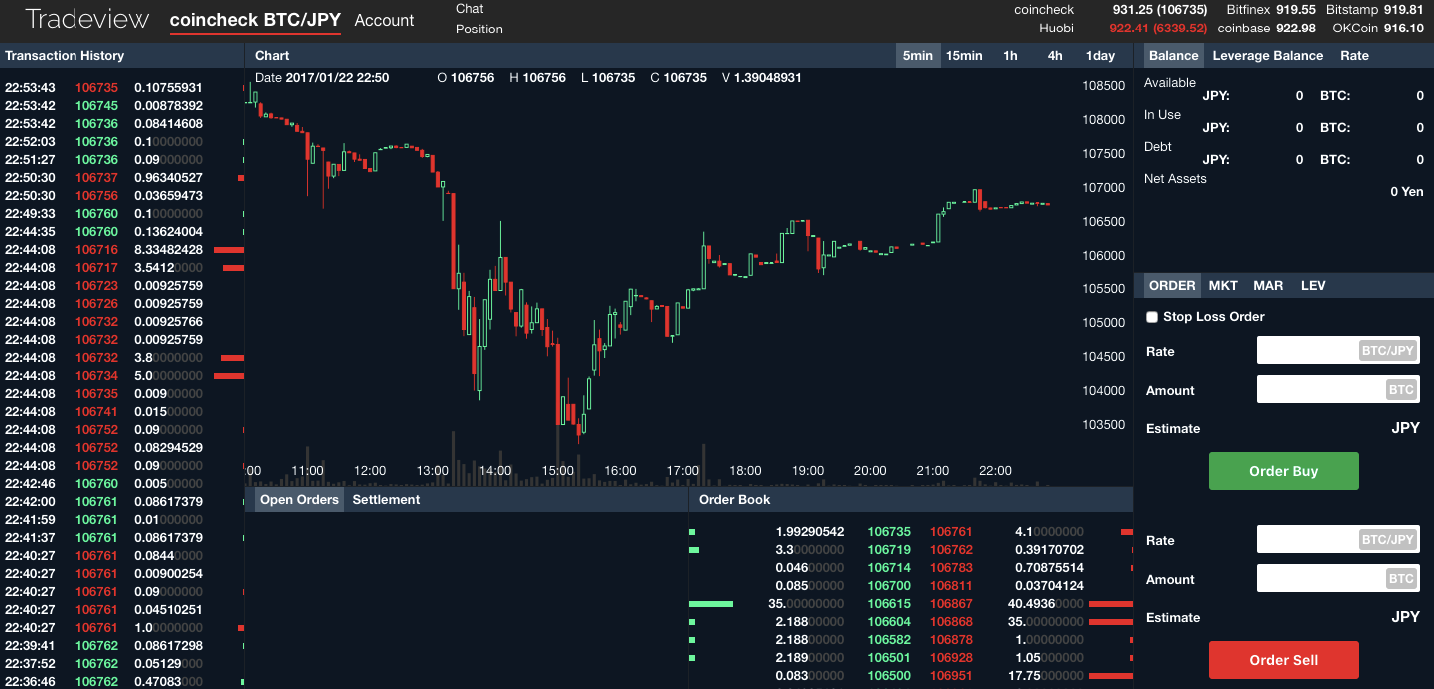 Tradeview coincheck BTC/JPY Account
Chat
Position
coincheck 931.25 (106735) Bitfinex 919.55 Bitstamp 919.81
Huobi 922.41 (6339.52) coinbase 922.98 OKCoin 916.10
Transaction History
22:53:43 106735 0.10755931
22:53:42 106745 0.00878392
22:53:42 106736 0.08414608
22:52:03 106736 0.10000000
22:51:27 106736 0.09000000
22:50:30 106737 0.96340527
22:50:30 106756 0.03659473
22:49:33 106760 0.10000000
22:44:35 106760 0.13624004
22:44:08 106716 8.33482428
22:44:08 106717 3.54120000
22:44:08 106723 0.00925759
22:44:08 106726 0.00925759
22:44:08 106732 0.00925766
22:44:08 106732 0.00925759
22:44:08 106732 3.80000000
22:44:08 106734 5.00000000
22:44:08 106735 0.00900000
22:44:08 106741 0.01500000
22:44:08 106752 0.09000000
22:44:08 106752 0.08294529
22:44:08 106752 0.09000000
22:42:46 106760 0.00500000
22:42:00 106761 0.08617379
22:41:59 106761 0.01000000
22:41:37 106761 0.08617379
22:40:27 106761 0.08440000
22:40:27 106761 0.00900254
22:40:27 106761 0.09000000
22:40:27 106761 0.04510251
22:40:27 106761 1.00000000
22:39:41 106762 0.08617298
22:37:52 106762 0.05129000
22:36:46 106762 0.47083000
Chart 5min 15min 1h 4h 1day
Date 2017/01/22 22:50 O 106756 H 106756 L 106735 C 106735 V 1.39048931
108500
108000
107500
107000
106500
106000
105500
105000
104500
104000
103500
:00 11:00 12:00 13:00 14:00 15:00 16:00 17:00 18:00 19:00 20:00 21:00 22:00
Open Orders Settlement
Order Book
1.99290542 106735 106761 4.10000000
3.30000000 106719 106762 0.39170702
0.04600000 106714 106783 0.70875514
0.08500000 106700 106811 0.03704124
35.00000000 106615 106867 40.49360000
2.18800000 106604 106868 35.00000000
2.18800000 106582 106878 1.00000000
2.18900000 106501 106928 1.05000000
0.08300000 106500 106951 17.75000000
Balance Leverage Balance Rate
Available
JPY: 0 BTC: 0
In Use
JPY: 0 BTC: 0
Debt
JPY: 0 BTC: 0
Net Assets
0 Yen
ORDER MKT MAR LEV
Stop Loss Order
Rate BTC/JPY
Amount BTC
Estimate JPY
Order Buy
Rate BTC/JPY
Amount BTC
Estimate JPY
Order Sell